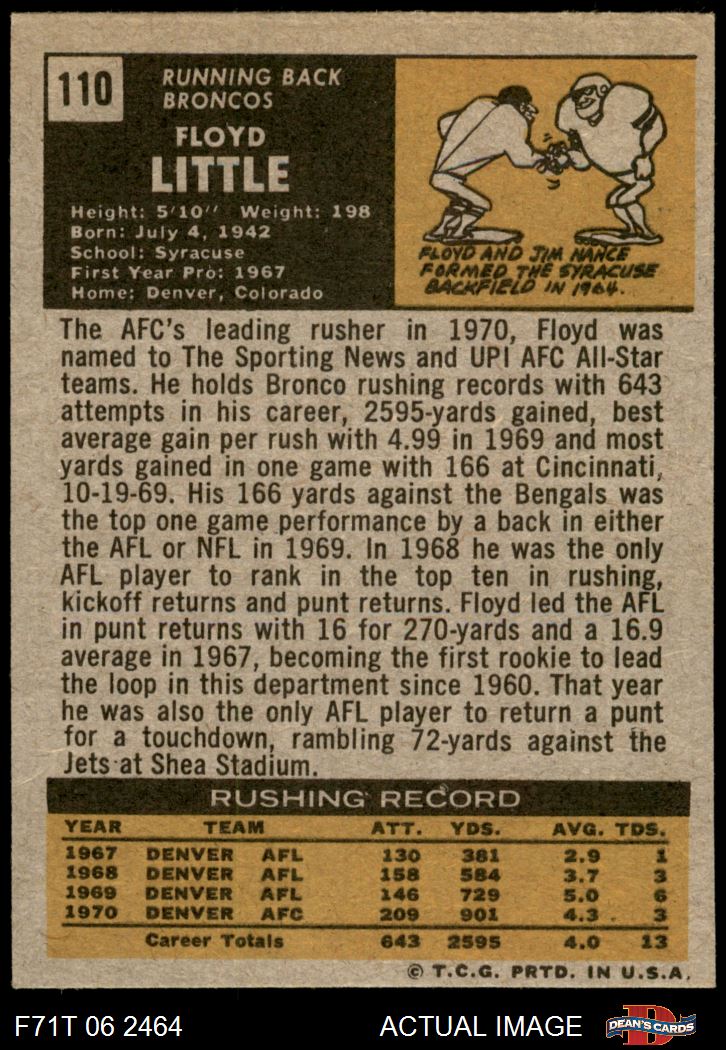 110
RUNNING BACK
BRONCOS
FLOYD
LITTLE
Height: 5'10'' Weight: 198
Born: July 4, 1942
School: Syracuse
First Year Pro: 1967
Home: Denver, Colorado
FLOYD AND JIM NANCE
FORMED THE SYRACUSE
BACKFIELD IN 1964.
The AFC's leading rusher in 1970, Floyd was
named to The Sporting News and UPI AFC All-Star
teams. He holds Bronco rushing records with 643
attempts in his career, 2595-yards gained, best
average gain per rush with 4.99 in 1969 and most
yards gained in one game with 166 at Cincinnati,
10-19-69. His 166 yards against the Bengals was
the top one game performance by a back in either
the AFL or NFL in 1969. In 1968 he was the only
AFL player to rank in the top ten in rushing,
kickoff returns and punt returns. Floyd led the AFL
in punt returns with 16 for 270-yards and a 16.9
average in 1967, becoming the first rookie to lead
the loop in this department since 1960. That year
he was also the only AFL player to return a punt
for a touchdown, rambling 72-yards against the
Jets at Shea Stadium.
RUSHING RECORD
YEAR TEAM ATT. YDS. AVG. TDS.
1967 DENVER AFL 130 381 2.9 1
1968 DENVER AFL 158 584 3.7 3
1969 DENVER AFL 146 729 5.0 6
1970 DENVER AFC 209 901 4.3 3
Career Totals 643 2595 4.0 13
© T.C.G. PRTD. IN U.S.A.
F71T 06 2464 ACTUAL IMAGE
D
DEAN'S CARDS